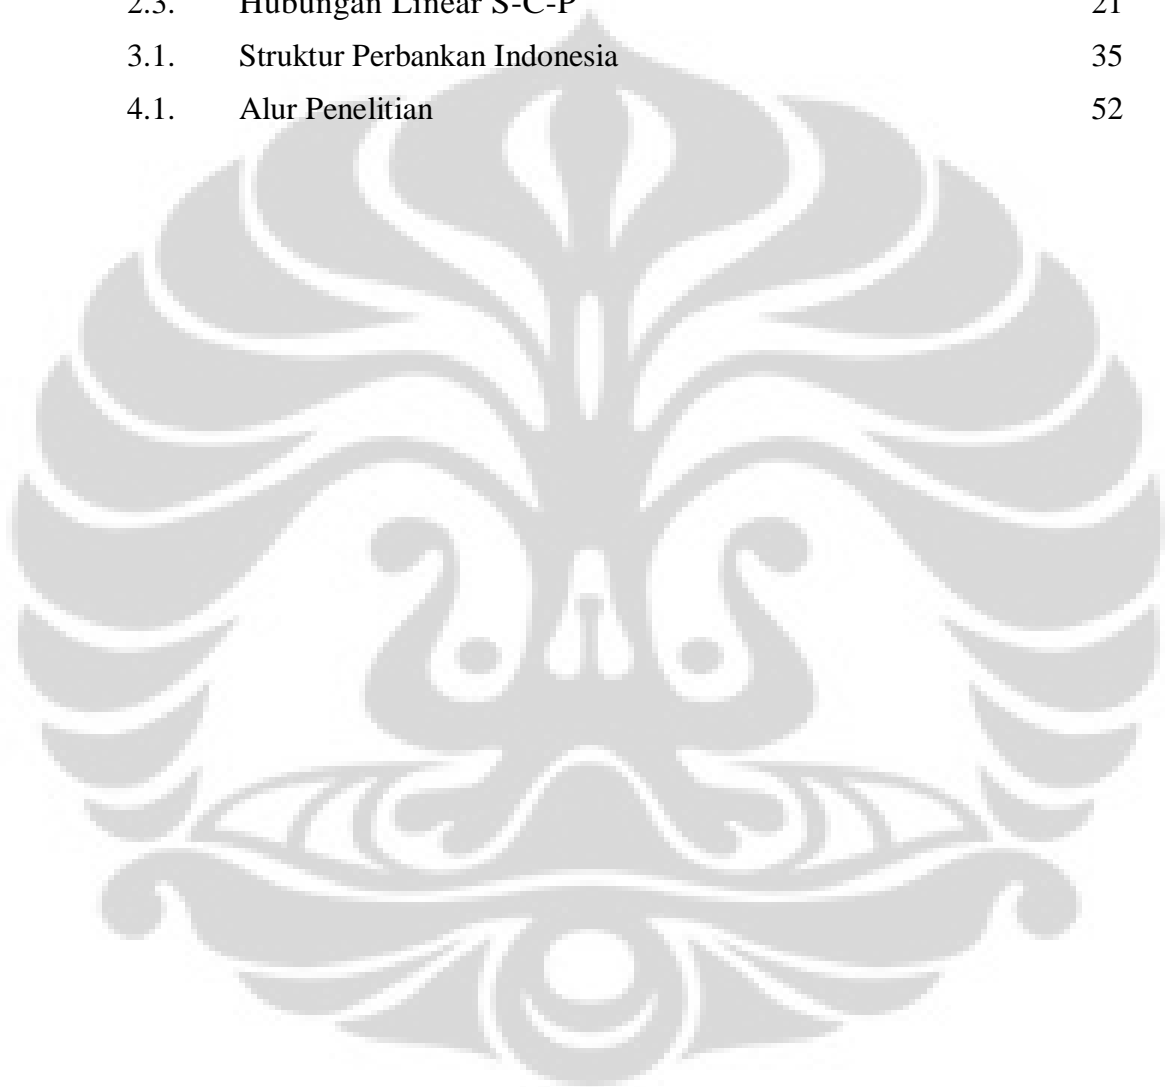 2.3. Hubungan Linear S-C-P 21
3.1. Struktur Perbankan Indonesia 35
4.1. Alur Penelitian 52